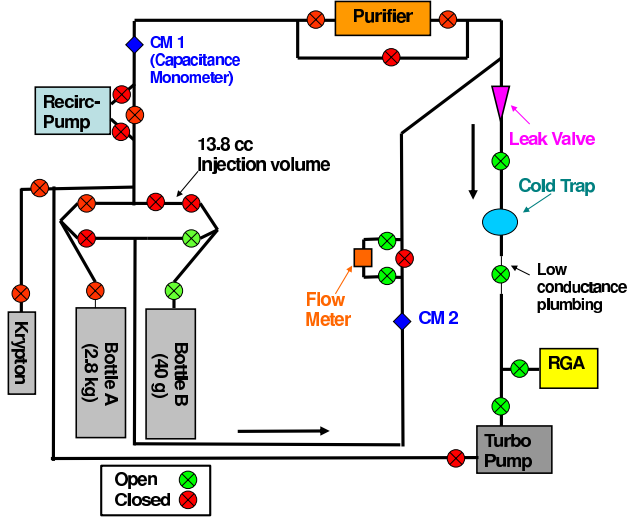 Purifier
CM 1
(Capacitance
Monometer)
Recirc-
Pump
13.8 cc
Injection volume
Leak Valve
Cold Trap
Low
conductance
plumbing
Flow
Meter
CM 2
Krypton
Bottle A
(2.8 kg)
Bottle B
(40 g)
RGA
Turbo
Pump
Open
Closed